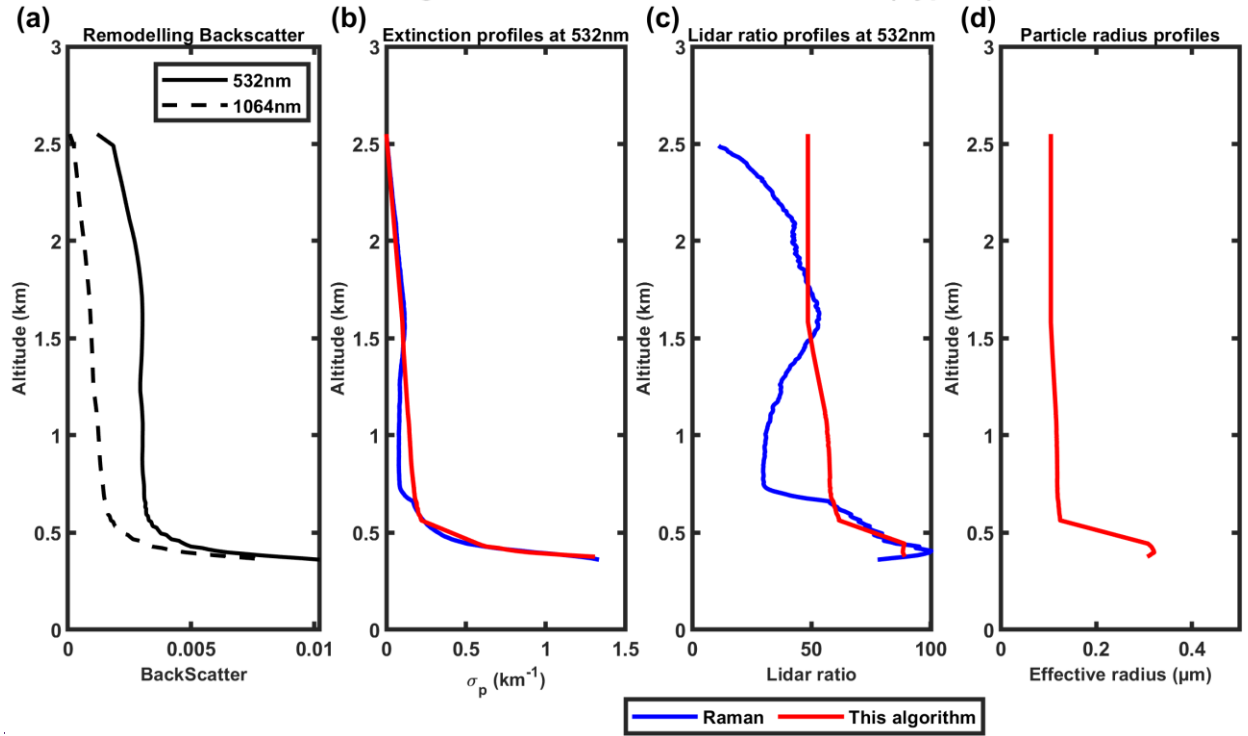 (a) (b) (c) (d)
Remodelling Backscatter
Extinction profiles at 532nm
Lidar ratio profiles at 532nm
Particle radius profiles
532nm
1064nm
3
2.5
2
1.5
1
0.5
0
Altitude (km)
0 0.005 0.01
BackScatter
3
2.5
2
1.5
1
0.5
0
Altitude (km)
0 0.5 1 1.5
σp (km-1)
3
2.5
2
1.5
1
0.5
0
Altitude (km)
0 50 100
Lidar ratio
3
2.5
2
1.5
1
0.5
0
Altitude (km)
0 0.2 0.4
Effective radius (μm)
Raman This algorithm